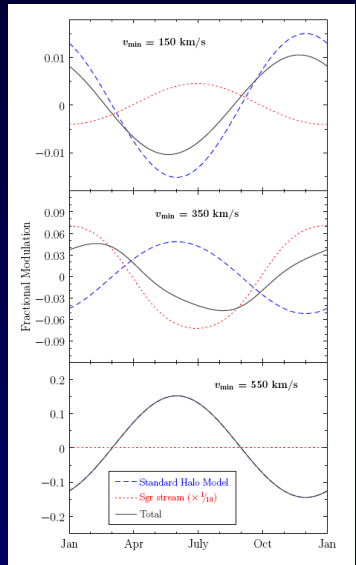 v_min = 150 km/s
0.01
0
−0.01
v_min = 350 km/s
0.09
0.06
0.03
0
−0.03
−0.06
−0.09
Fractional Modulation
v_min = 550 km/s
0.2
0.1
0
−0.1
−0.2
Standard Halo Model
Sgr stream (× 1/10)
Total
Jan Apr July Oct Jan